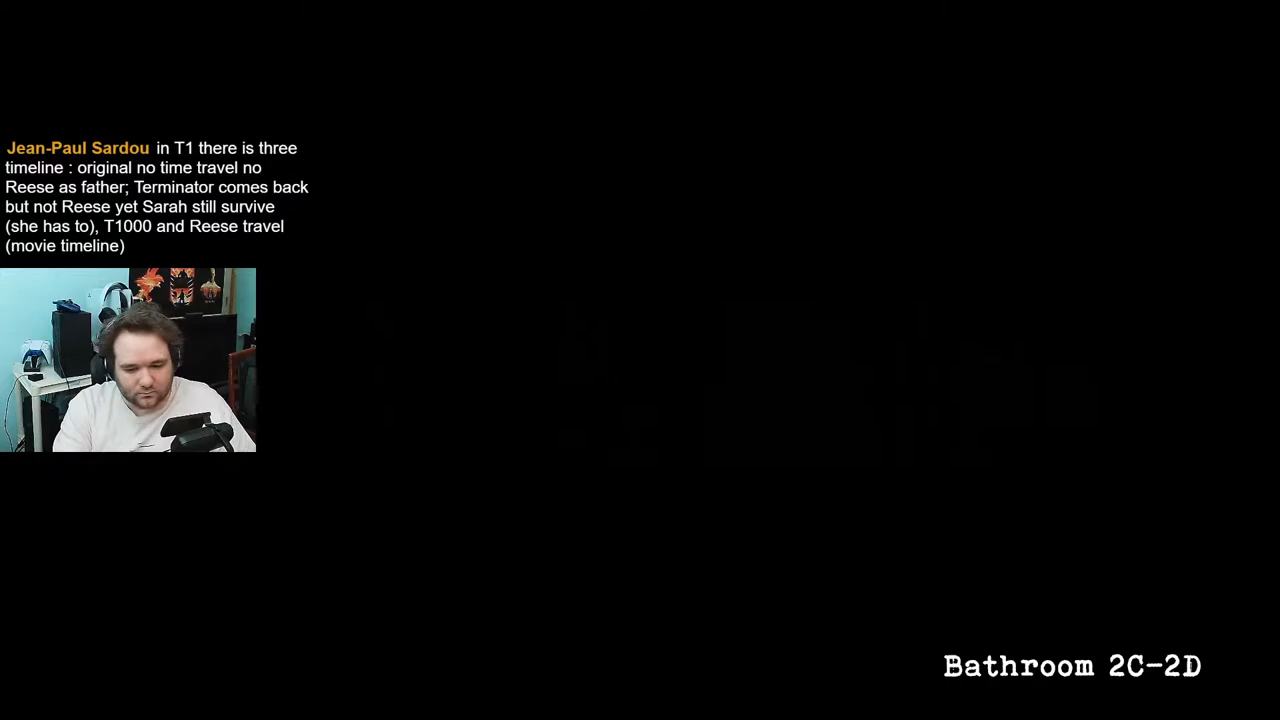 Jean-Paul Sardou in T1 there is three
timeline : original no time travel no
Reese as father; Terminator comes back
but not Reese yet Sarah still survive
(she has to), T1000 and Reese travel
(movie timeline)
Bathroom 2C-2D